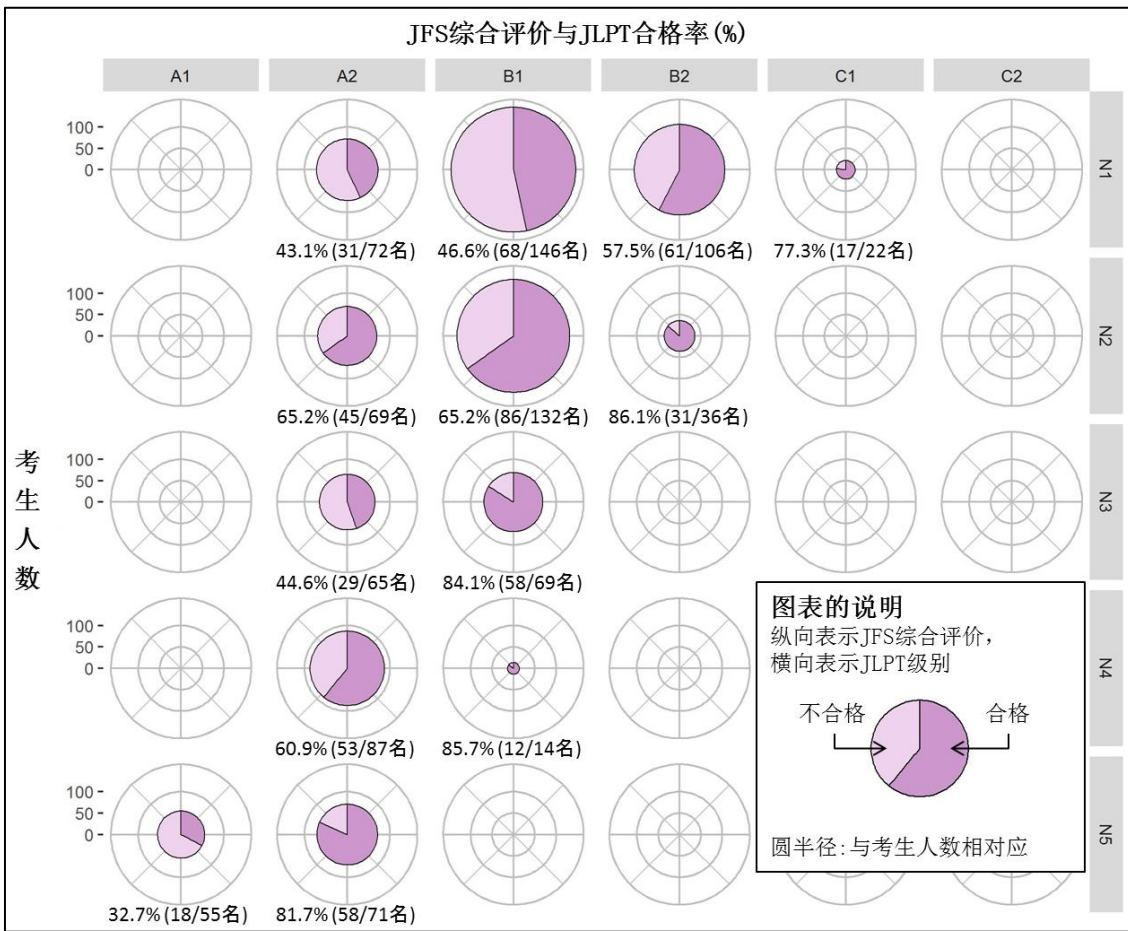 JFS综合评价与JLPT合格率(%)
A1 A2 B1 B2 C1 C2
100
50
0
N1
43.1%(31/72名) 46.6%(68/146名) 57.5%(61/106名) 77.3%(17/22名)
100
50
0
N2
65.2%(45/69名) 65.2%(86/132名) 86.1%(31/36名)
考生人数
100
50
0
N3
44.6%(29/65名) 84.1%(58/69名)
100
50
0
N4
60.9%(53/87名) 85.7%(12/14名)
100
50
0
N5
32.7%(18/55名) 81.7%(58/71名)
图表的说明
纵向表示JFS综合评价，
横向表示JLPT级别
不合格 合格
圆半径:与考生人数相对应